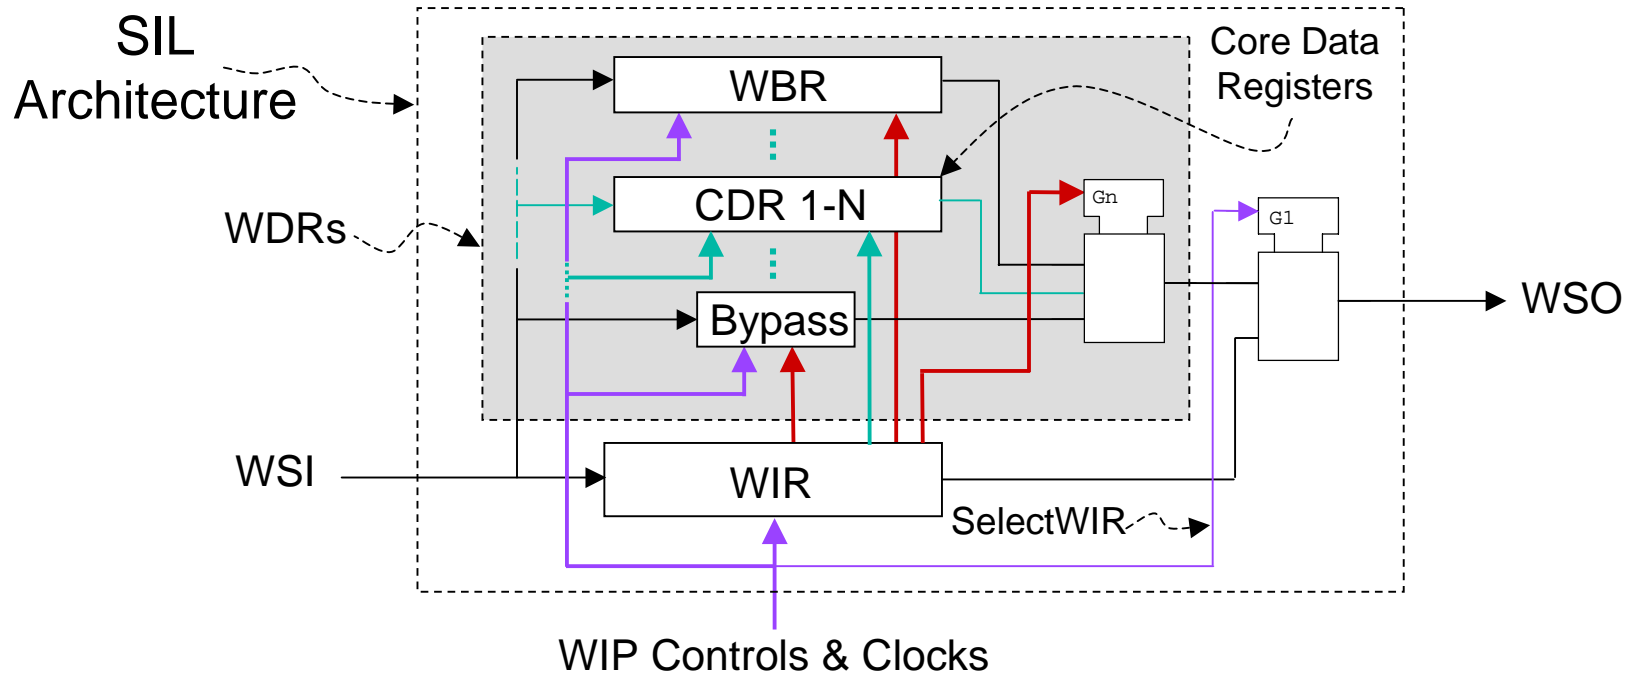 SIL
Architecture
Core Data
Registers
WBR
CDR 1-N
Gn
G1
WDRs
Bypass
WSO
WSI
WIR
SelectWIR
WIP Controls & Clocks